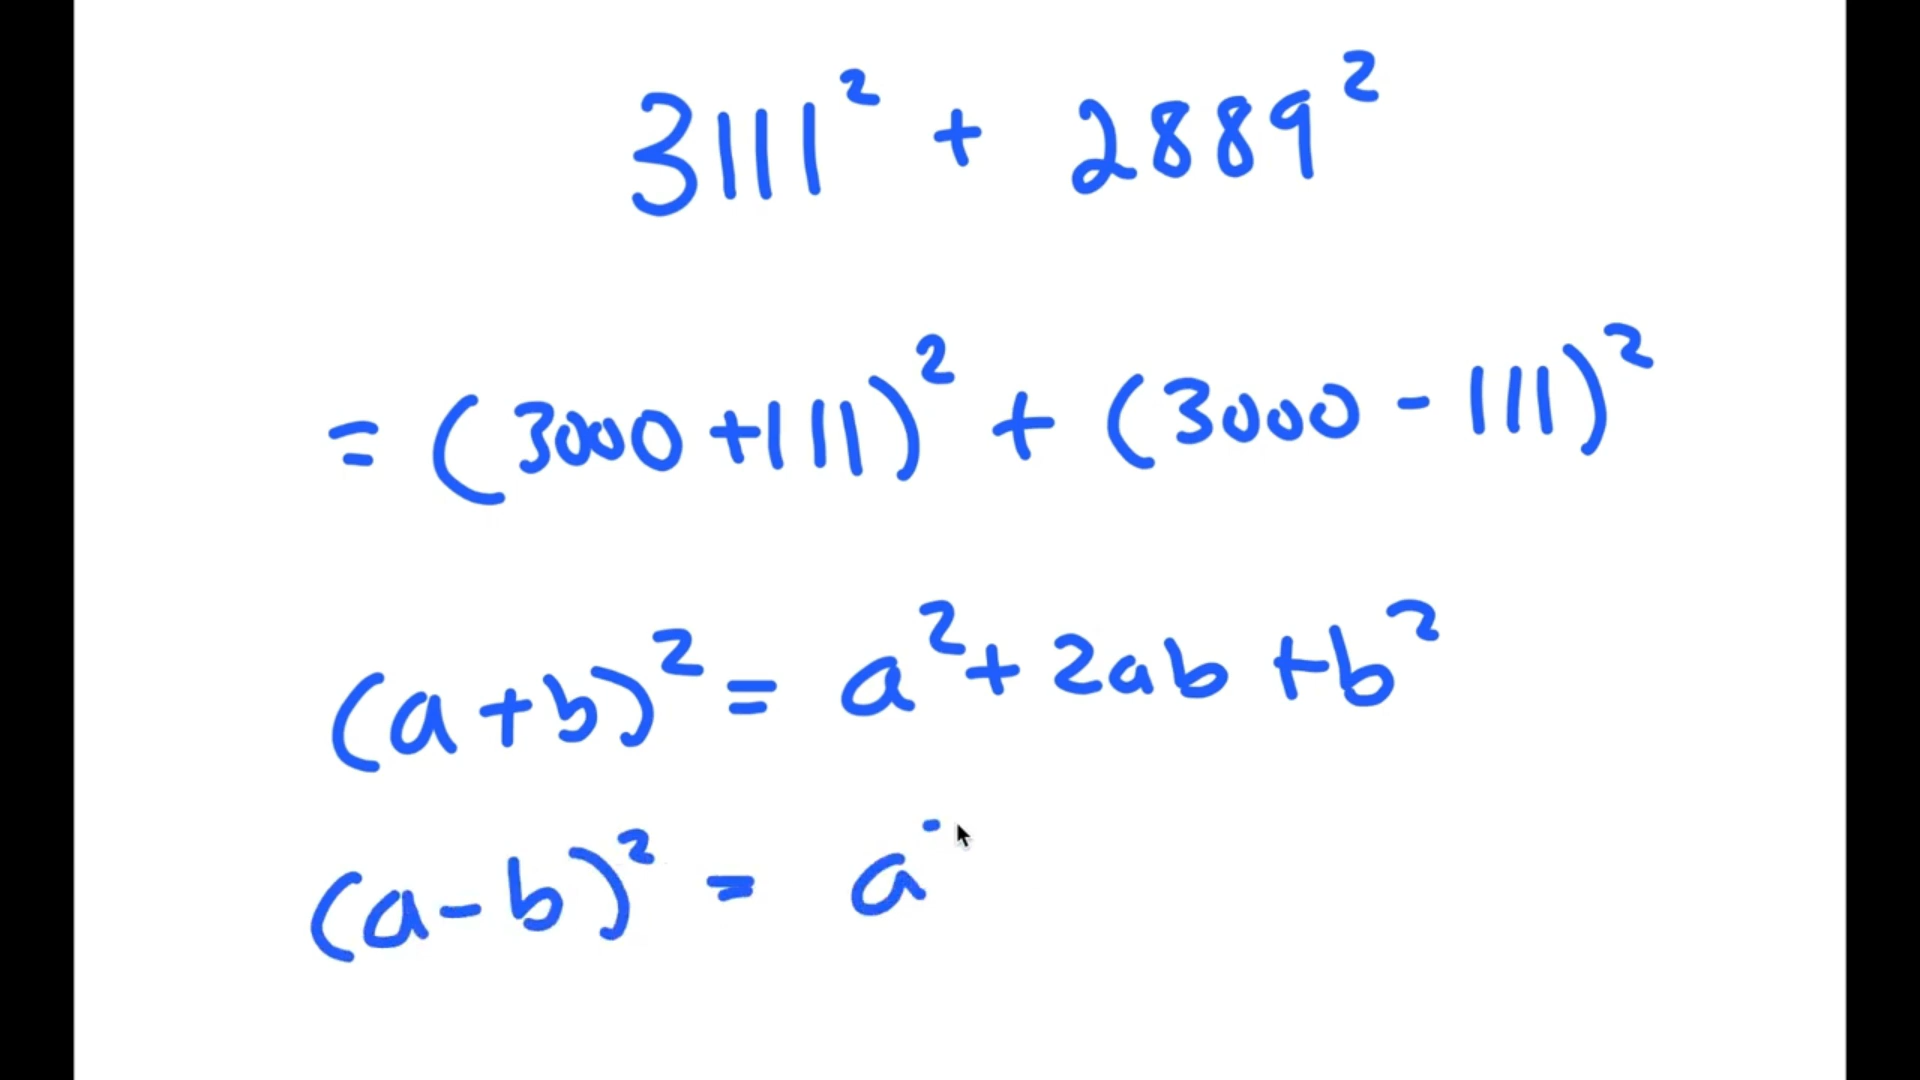 3111² + 2889²
= (3000 + 111)² + (3000 - 111)²
(a + b)² = a² + 2ab + b²
(a - b)² = a